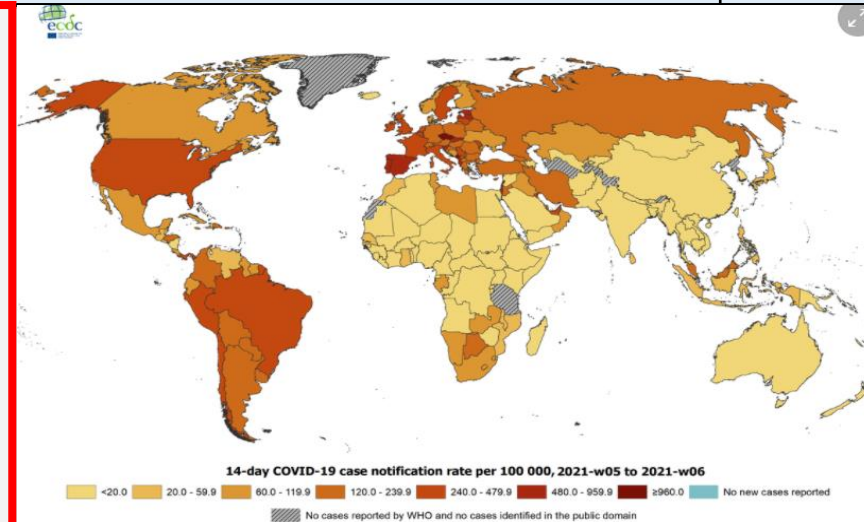 ecdc
14-day COVID-19 case notification rate per 100 000, 2021-w05 to 2021-w06
<20.0 20.0 - 59.9 60.0 - 119.9 120.0 - 239.9 240.0 - 479.9 480.0 - 959.9 ≥960.0 No new cases reported
No cases reported by WHO and no cases identified in the public domain